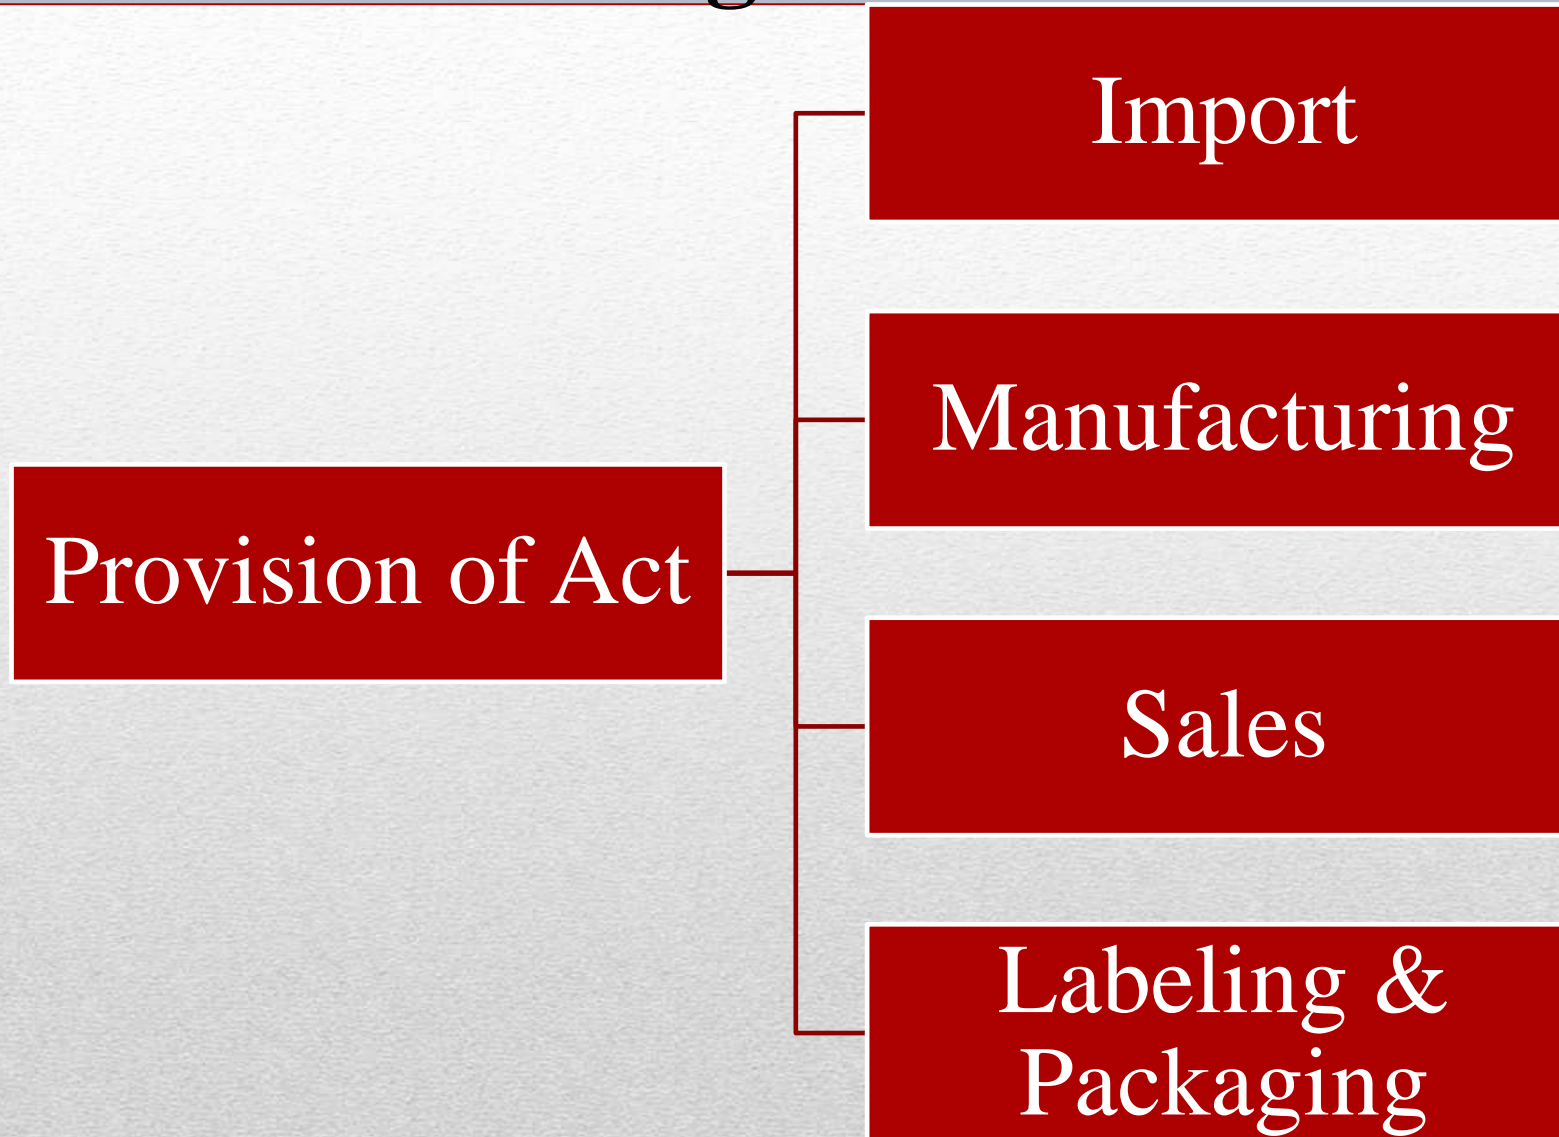 Provision of Act
Import
Manufacturing
Sales
Labeling &
Packaging